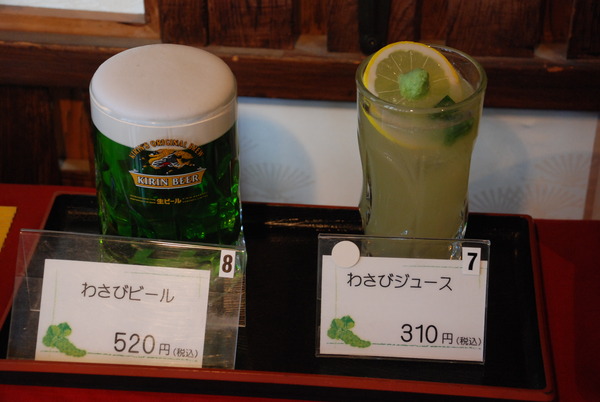 KIRIN BEER
生ビール
8
わさびビール
520円(税込)
7
わさびジュース
310円(税込)